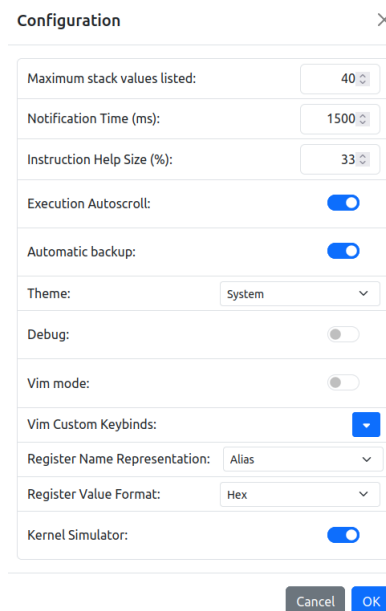 Configuration
Maximum stack values listed: 40
Notification Time (ms): 1500
Instruction Help Size (%): 33
Execution Autoscroll:
Automatic backup:
Theme: System
Debug:
Vim mode:
Vim Custom Keybinds:
Register Name Representation: Alias
Register Value Format: Hex
Kernel Simulator:
Cancel OK